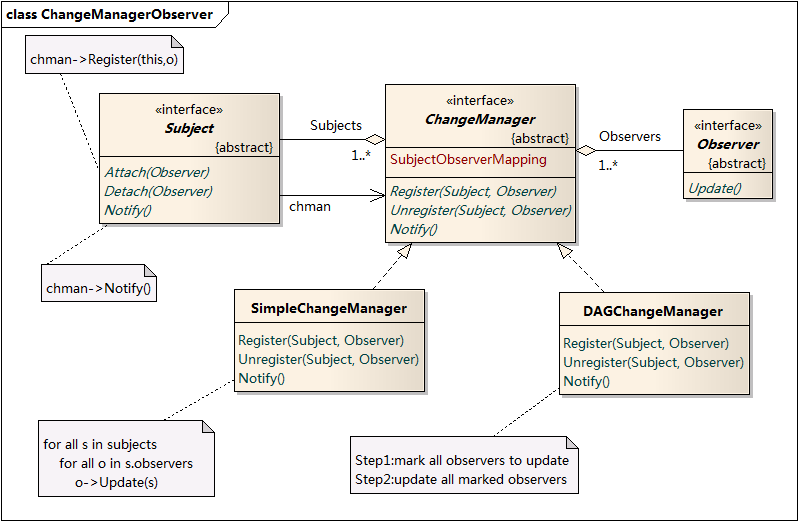 class ChangeManagerObserver
chman->Register(this,o)
«interface»
Subject
{abstract}
Attach(Observer)
Detach(Observer)
Notify()
Subjects
1..*
chman
«interface»
ChangeManager
{abstract}
SubjectObserverMapping
Register(Subject, Observer)
Unregister(Subject, Observer)
Notify()
Observers
1..*
«interface»
Observer
{abstract}
Update()
chman->Notify()
SimpleChangeManager
Register(Subject, Observer)
Unregister(Subject, Observer)
Notify()
DAGChangeManager
Register(Subject, Observer)
Unregister(Subject, Observer)
Notify()
for all s in subjects
for all o in s.observers
o->Update(s)
Step1:mark all observers to update
Step2:update all marked observers